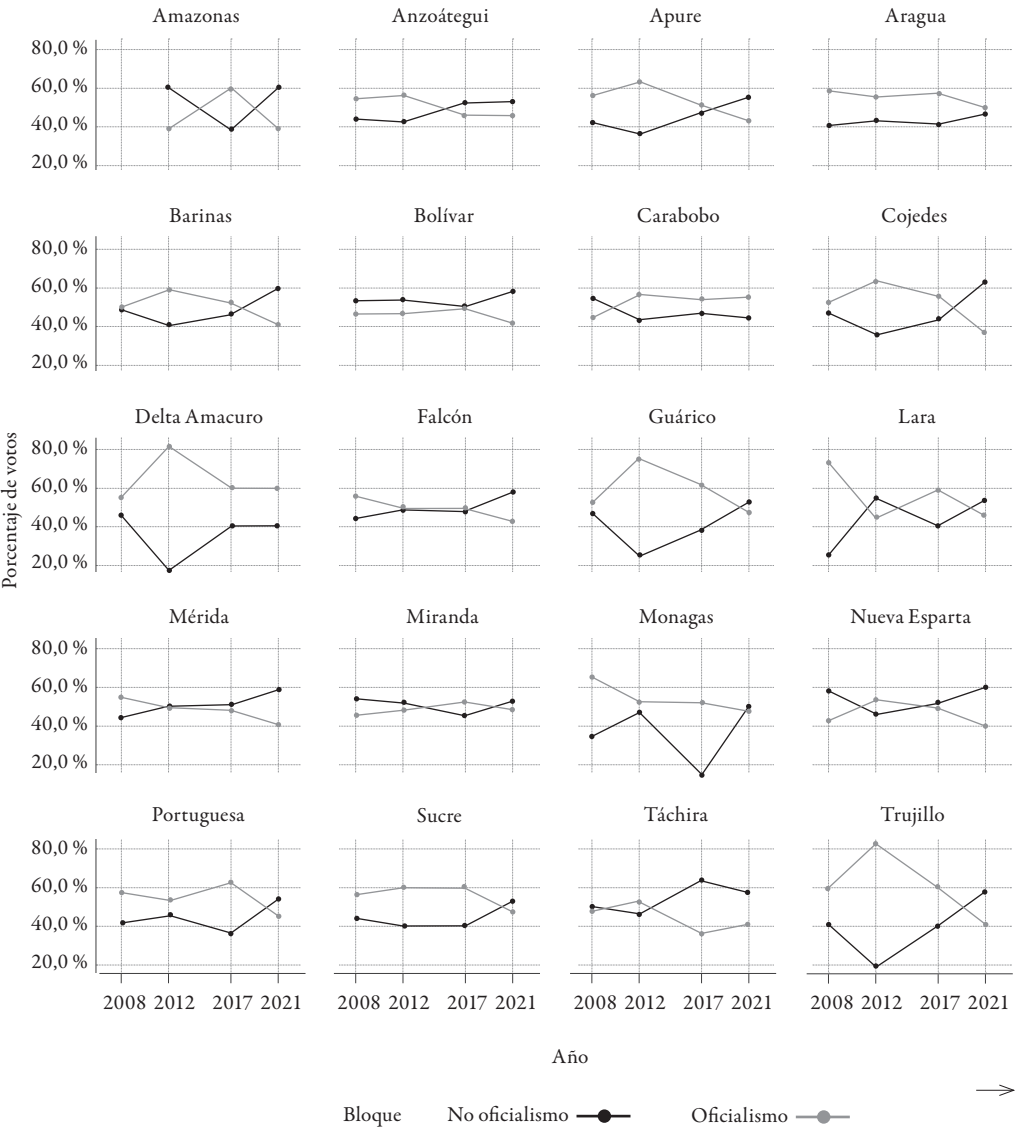 Amazonas Anzoátegui Apure Aragua
80,0 %
60,0 %
40,0 %
20,0 %
Barinas Bolívar Carabobo Cojedes
80,0 %
60,0 %
40,0 %
20,0 %
Delta Amacuro Falcón Guárico Lara
80,0 %
60,0 %
40,0 %
20,0 %
Porcentaje de votos
Mérida Miranda Monagas Nueva Esparta
80,0 %
60,0 %
40,0 %
20,0 %
Portuguesa Sucre Táchira Trujillo
80,0 %
60,0 %
40,0 %
20,0 %
2008 2012 2017 2021 2008 2012 2017 2021 2008 2012 2017 2021 2008 2012 2017 2021
Año
Bloque No oficialismo Oficialismo